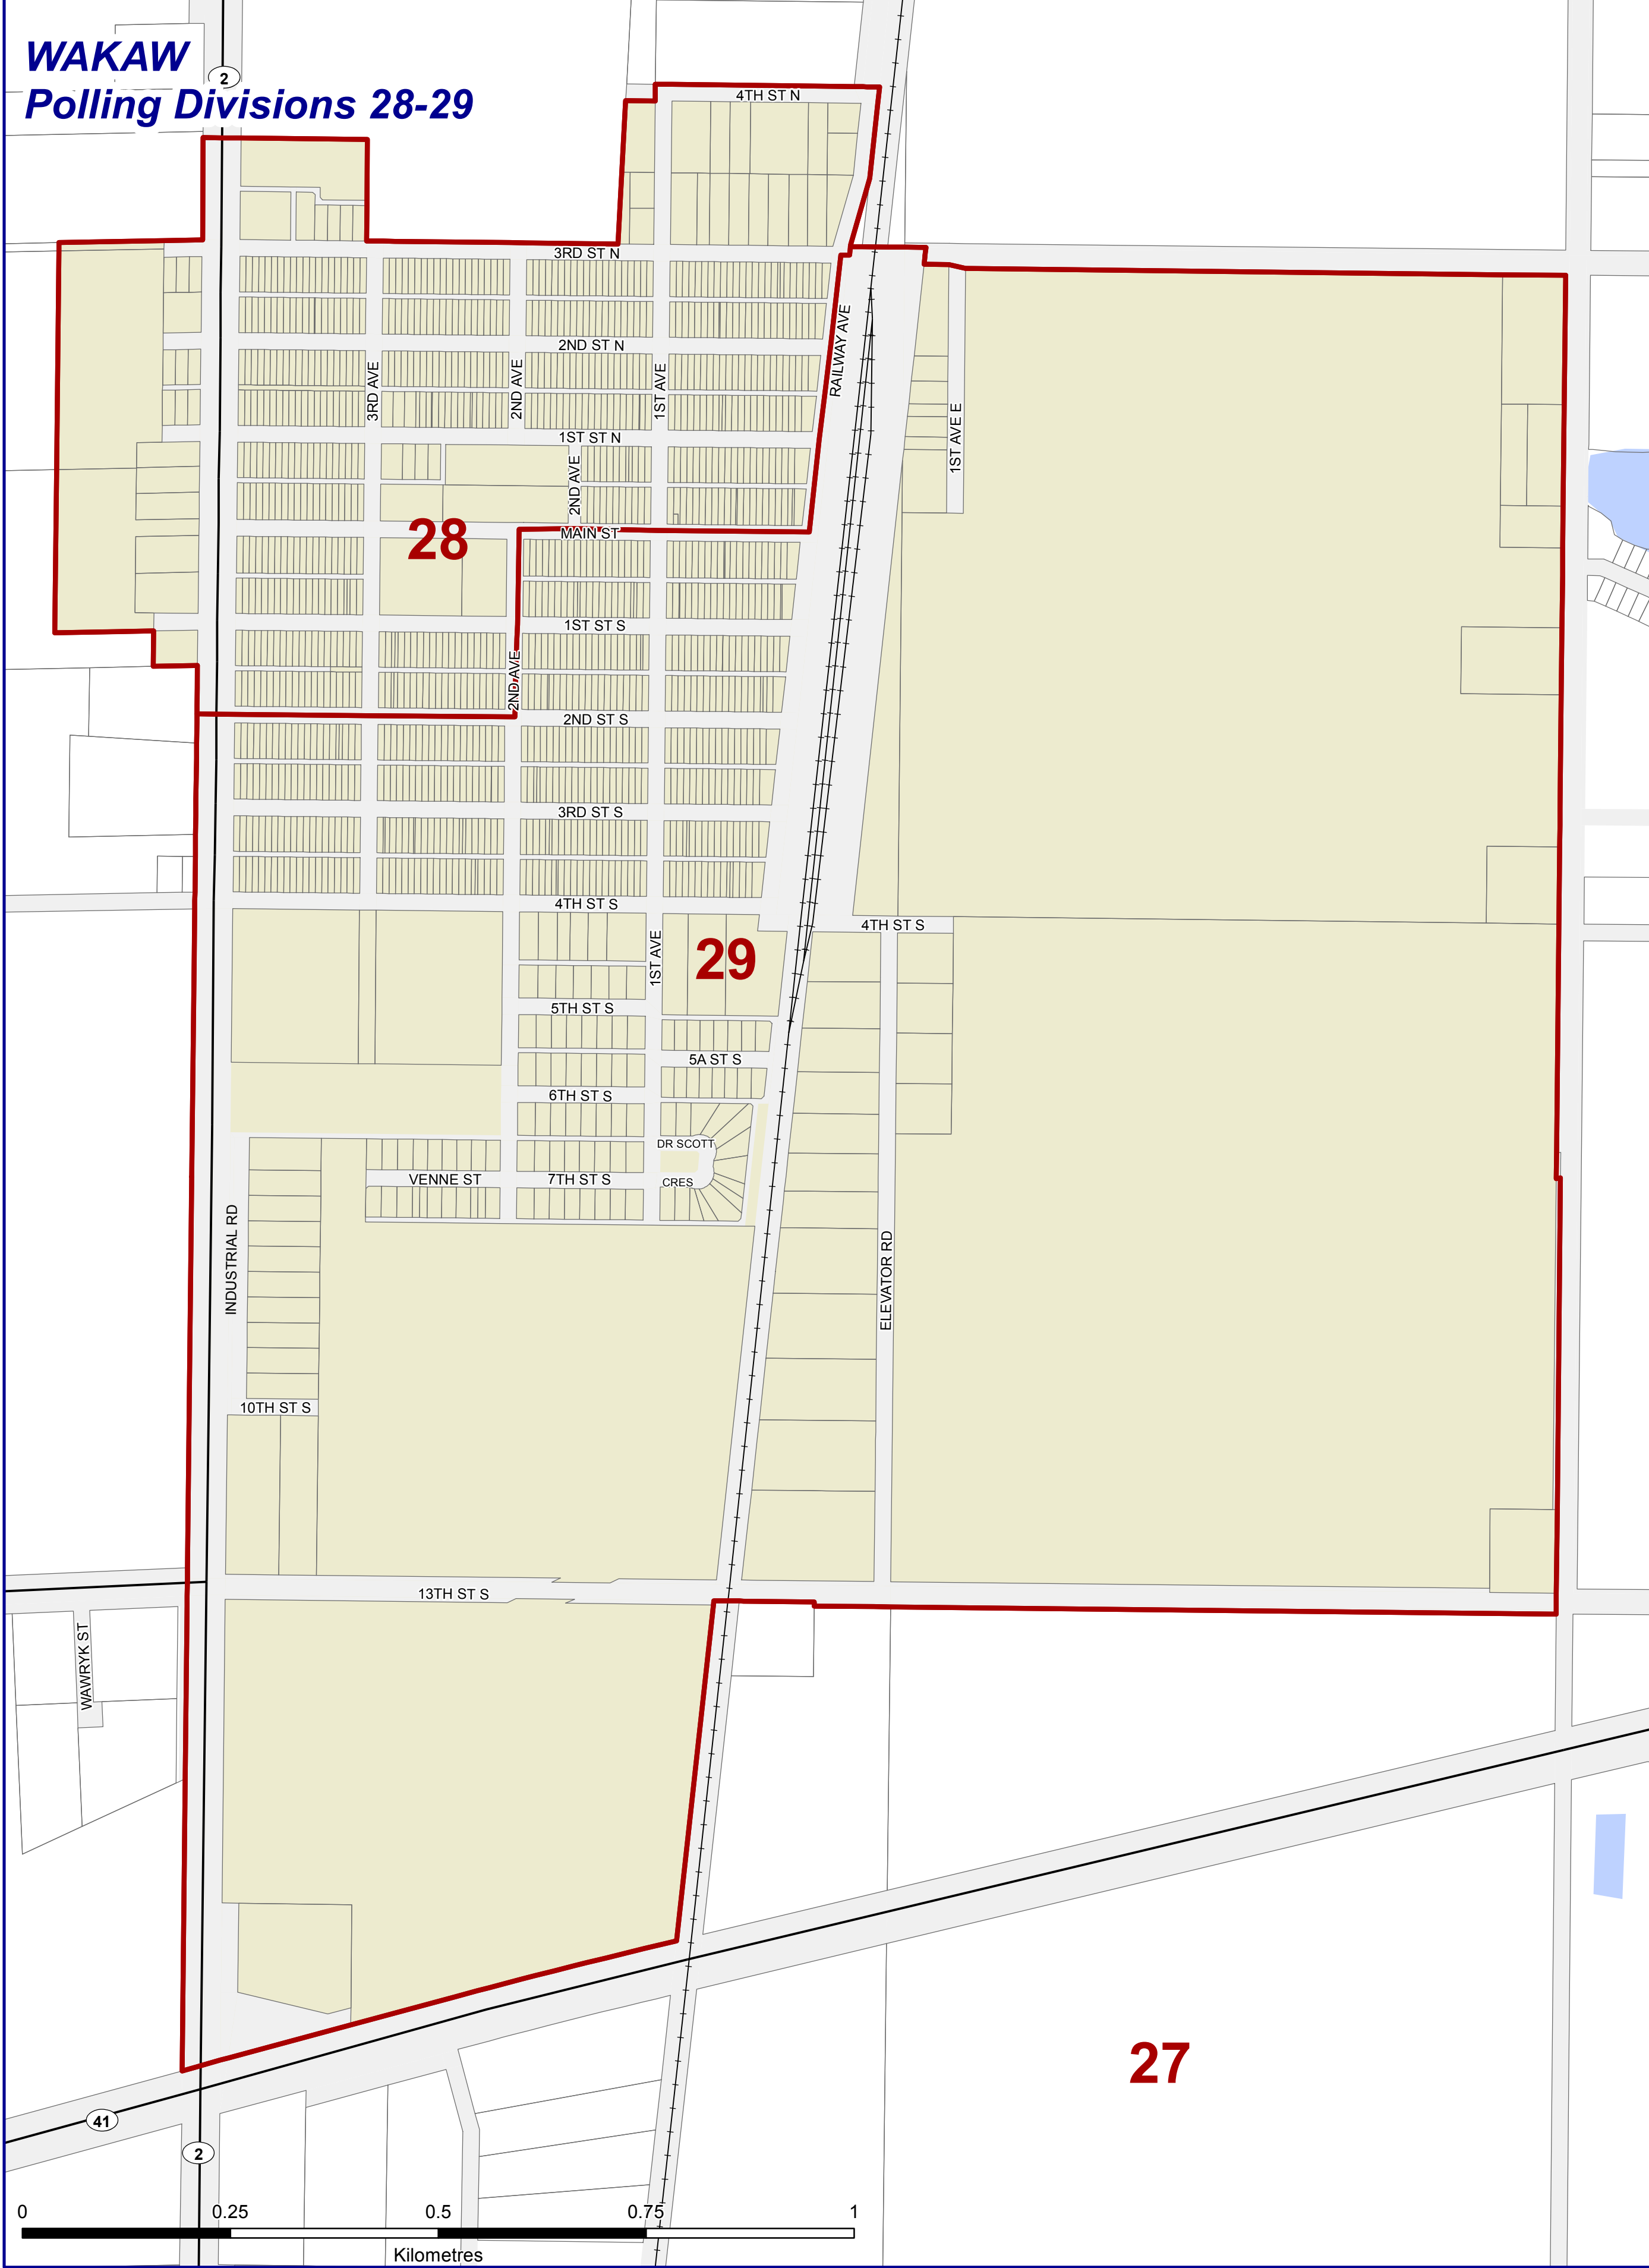 WAKAW
2
Polling Divisions 28-29
4TH ST N
3RD ST N
RAILWAY AVE
2ND ST N
3RD AVE
2ND AVE
1ST AVE
1ST AVE E
1ST ST N
2ND AVE
28
MAIN ST
1ST ST S
2ND AVE
2ND ST S
3RD ST S
4TH ST S
4TH ST S
1ST AVE
29
5TH ST S
5A ST S
6TH ST S
DR SCOTT
VENNE ST
7TH ST S
CRES
INDUSTRIAL RD
ELEVATOR RD
10TH ST S
13TH ST S
WAWRYK ST
27
41
2
0 0.25 0.5 0.75 1
Kilometres